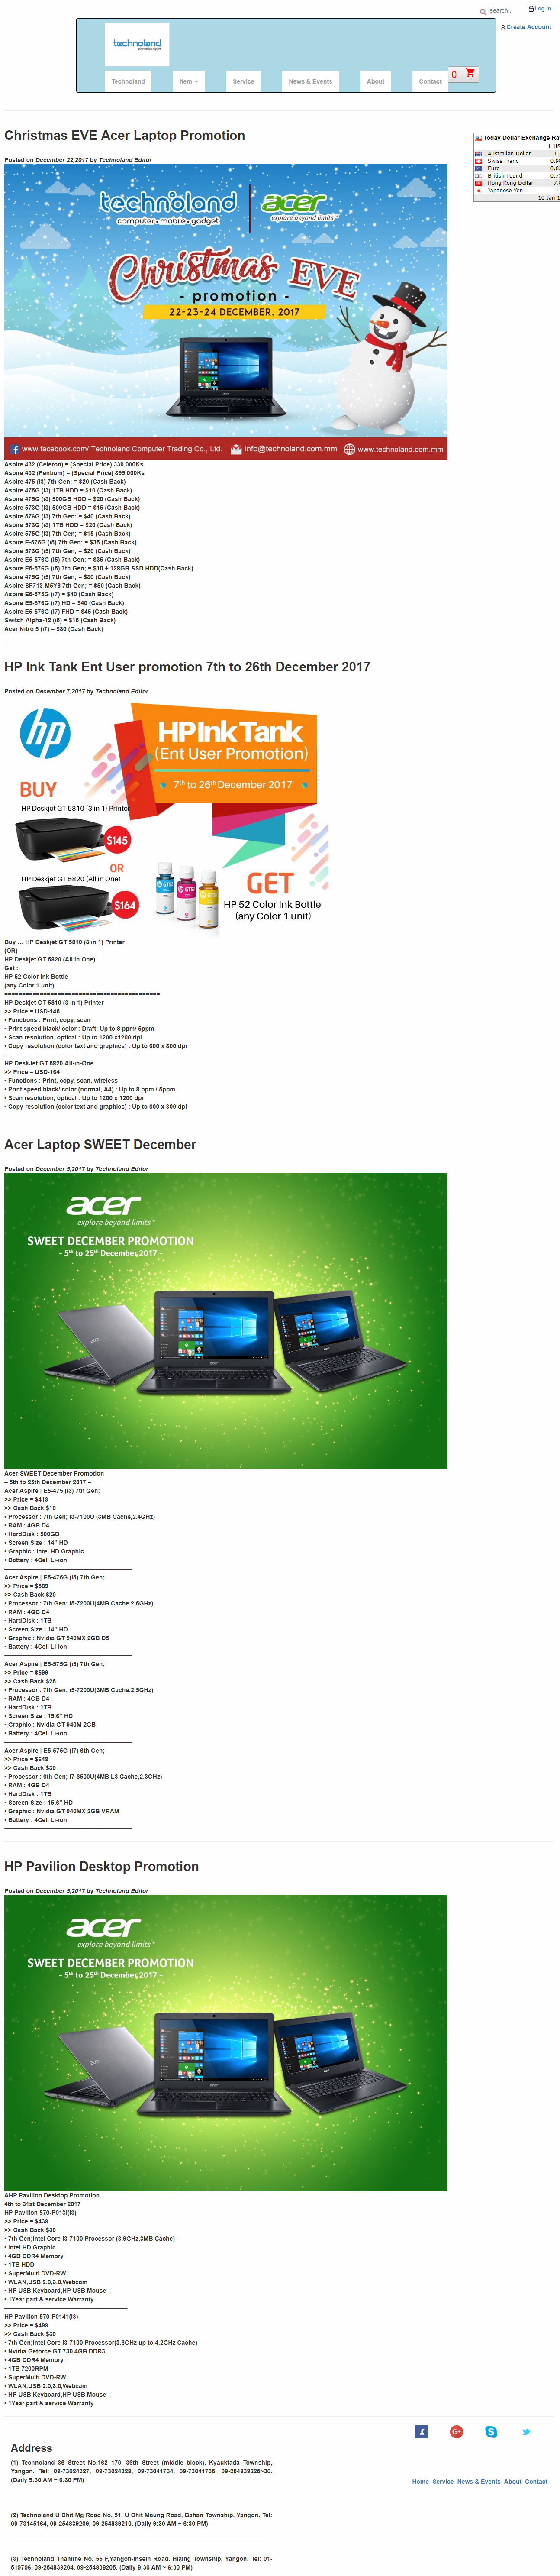 search...
Log In
Create Account
technoland
Technoland
Item
Service
News & Events
About
Contact
0
Christmas EVE Acer Laptop Promotion
Posted on December 22,2017 by Technoland Editor
Today Dollar Exchange Ra
1 US
Australian Dollar
Swiss Franc
Euro
British Pound
Hong Kong Dollar
Japanese Yen
10 Jan 1
technoland
computer • mobile • gadget
acer
explore beyond limits™
Christmas EVE
- promotion -
22-23-24 DECEMBER, 2017
www.facebook.com/ Technoland Computer Trading Co., Ltd.
info@technoland.com.mm
www.technoland.com.mm
Aspire 432 (Celeron) = (Special Price) 339,000Ks
Aspire 432 (Pentium) = (Special Price) 399,000Ks
Aspire 475 (i3) 7th Gen; = $20 (Cash Back)
Aspire 475G (i3) 1TB HDD = $10 (Cash Back)
Aspire 475G (i3) 500GB HDD = $20 (Cash Back)
Aspire 573G (i3) 500GB HDD = $15 (Cash Back)
Aspire 576G (i3) 7th Gen: = $40 (Cash Back)
Aspire 573G (i3) 1TB HDD = $20 (Cash Back)
Aspire 575G (i3) 7th Gen; = $15 (Cash Back)
Aspire E-575G (i5) 7th Gen; = $35 (Cash Back)
Aspire 573G (i5) 7th Gen; = $20 (Cash Back)
Aspire E5-576G (i5) 7th Gen; = $35 (Cash Back)
Aspire E5-576G (i5) 7th Gen; = $10 + 128GB SSD HDD(Cash Back)
Aspire 475G (i5) 7th Gen; = $30 (Cash Back)
Aspire SF713-M5Y8 7th Gen; = $50 (Cash Back)
Aspire E5-575G (i7) = $40 (Cash Back)
Aspire E5-576G (i7) HD = $40 (Cash Back)
Aspire E5-576G (i7) FHD = $45 (Cash Back)
Switch Alpha-12 (i5) = $15 (Cash Back)
Acer Nitro 5 (i7) = $30 (Cash Back)
HP Ink Tank Ent User promotion 7th to 26th December 2017
Posted on December 7,2017 by Technoland Editor
hp
HP Ink Tank
(Ent User Promotion)
7th to 26th December 2017
BUY
HP Deskjet GT 5810 (3 in 1) Printer
$145
OR
HP Deskjet GT 5820 (All in One)
$164
GET
HP 52 Color Ink Bottle
(any Color 1 unit)
Buy ... HP Deskjet GT 5810 (3 in 1) Printer
(OR)
HP Deskjet GT 5820 (All in One)
Get :
HP 52 Color Ink Bottle
(any Color 1 unit)
============================================
HP Deskjet GT 5810 (3 in 1) Printer
>> Price = USD-145
• Functions : Print, copy, scan
• Print speed black/ color : Draft: Up to 8 ppm/ 5ppm
• Scan resolution, optical : Up to 1200 x1200 dpi
• Copy resolution (color text and graphics) : Up to 600 x 300 dpi
HP DeskJet GT 5820 All-in-One
>> Price = USD-164
• Functions : Print, copy, scan, wireless
• Print speed black/ color (normal, A4) : Up to 8 ppm / 5ppm
• Scan resolution, optical : Up to 1200 x 1200 dpi
• Copy resolution (color text and graphics) : Up to 600 x 300 dpi
Acer Laptop SWEET December
Posted on December 5,2017 by Technoland Editor
acer
explore beyond limits™
SWEET DECEMBER PROMOTION
- 5th to 25th December,2017 -
Acer SWEET December Promotion
– 5th to 25th December 2017 –
Acer Aspire | E5-475 (i3) 7th Gen;
>> Price = $419
>> Cash Back $10
• Processor : 7th Gen; i3-7100U (3MB Cache,2.4GHz)
• RAM : 4GB D4
• HardDisk : 500GB
• Screen Size : 14" HD
• Graphic : Intel HD Graphic
• Battery : 4Cell Li-ion
Acer Aspire | E5-475G (i5) 7th Gen;
>> Price = $589
>> Cash Back $20
• Processor : 7th Gen; i5-7200U(4MB Cache,2.5GHz)
• RAM : 4GB D4
• HardDisk : 1TB
• Screen Size : 14" HD
• Graphic : Nvidia GT 940MX 2GB D5
• Battery : 4Cell Li-ion
Acer Aspire | E5-575G (i5) 7th Gen;
>> Price = $599
>> Cash Back $25
• Processor : 7th Gen; i5-7200U(3MB Cache,2.5GHz)
• RAM : 4GB D4
• HardDisk : 1TB
• Screen Size : 15.6" HD
• Graphic : Nvidia GT 940M 2GB
• Battery : 4Cell Li-ion
Acer Aspire | E5-575G (i7) 6th Gen;
>> Price = $649
>> Cash Back $30
• Processor : 6th Gen; i7-6500U(4MB L3 Cache,2.3GHz)
• RAM : 4GB D4
• HardDisk : 1TB
• Screen Size : 15.6" HD
• Graphic : Nvidia GT 940MX 2GB VRAM
• Battery : 4Cell Li-ion
HP Pavilion Desktop Promotion
Posted on December 5,2017 by Technoland Editor
acer
explore beyond limits™
SWEET DECEMBER PROMOTION
- 5th to 25th December,2017 -
AHP Pavilion Desktop Promotion
4th to 31st December 2017
HP Pavilion 570-P013l(i3)
>> Price = $439
>> Cash Back $30
• 7th Gen;Intel Core i3-7100 Processor (3.9GHz,3MB Cache)
• Intel HD Graphic
• 4GB DDR4 Memory
• 1TB HDD
• SuperMulti DVD-RW
• WLAN,USB 2.0,3.0,Webcam
• HP USB Keyboard,HP USB Mouse
• 1Year part & service Warranty
HP Pavilion 570-P0141(i3)
>> Price = $499
>> Cash Back $30
• 7th Gen;Intel Core i3-7100 Processor(3.6GHz up to 4.2GHz Cache)
• Nvidia Geforce GT 730 4GB DDR3
• 4GB DDR4 Memory
• 1TB 7200RPM
• SuperMulti DVD-RW
• WLAN,USB 2.0,3.0,Webcam
• HP USB Keyboard,HP USB Mouse
• 1Year part & service Warranty
Address
(1) Technoland 36 Street No.162_170, 36th Street (middle block), Kyauktada Township,
Yangon. Tel: 09-73024327, 09-73024328, 09-73041734, 09-73041735, 09-254839225~30.
(Daily 9:30 AM ~ 6:30 PM)
Home Service News & Events About Contact
(2) Technoland U Chit Mg Road No. 51, U Chit Maung Road, Bahan Township, Yangon. Tel:
09-73145164, 09-254839209, 09-254839210. (Daily 9:30 AM ~ 6:30 PM)
(3) Technoland Thamine No. 55 F,Yangon-Insein Road, Hlaing Township, Yangon. Tel: 01-
519796, 09-254839204, 09-254839205. (Daily 9:30 AM ~ 6:30 PM)